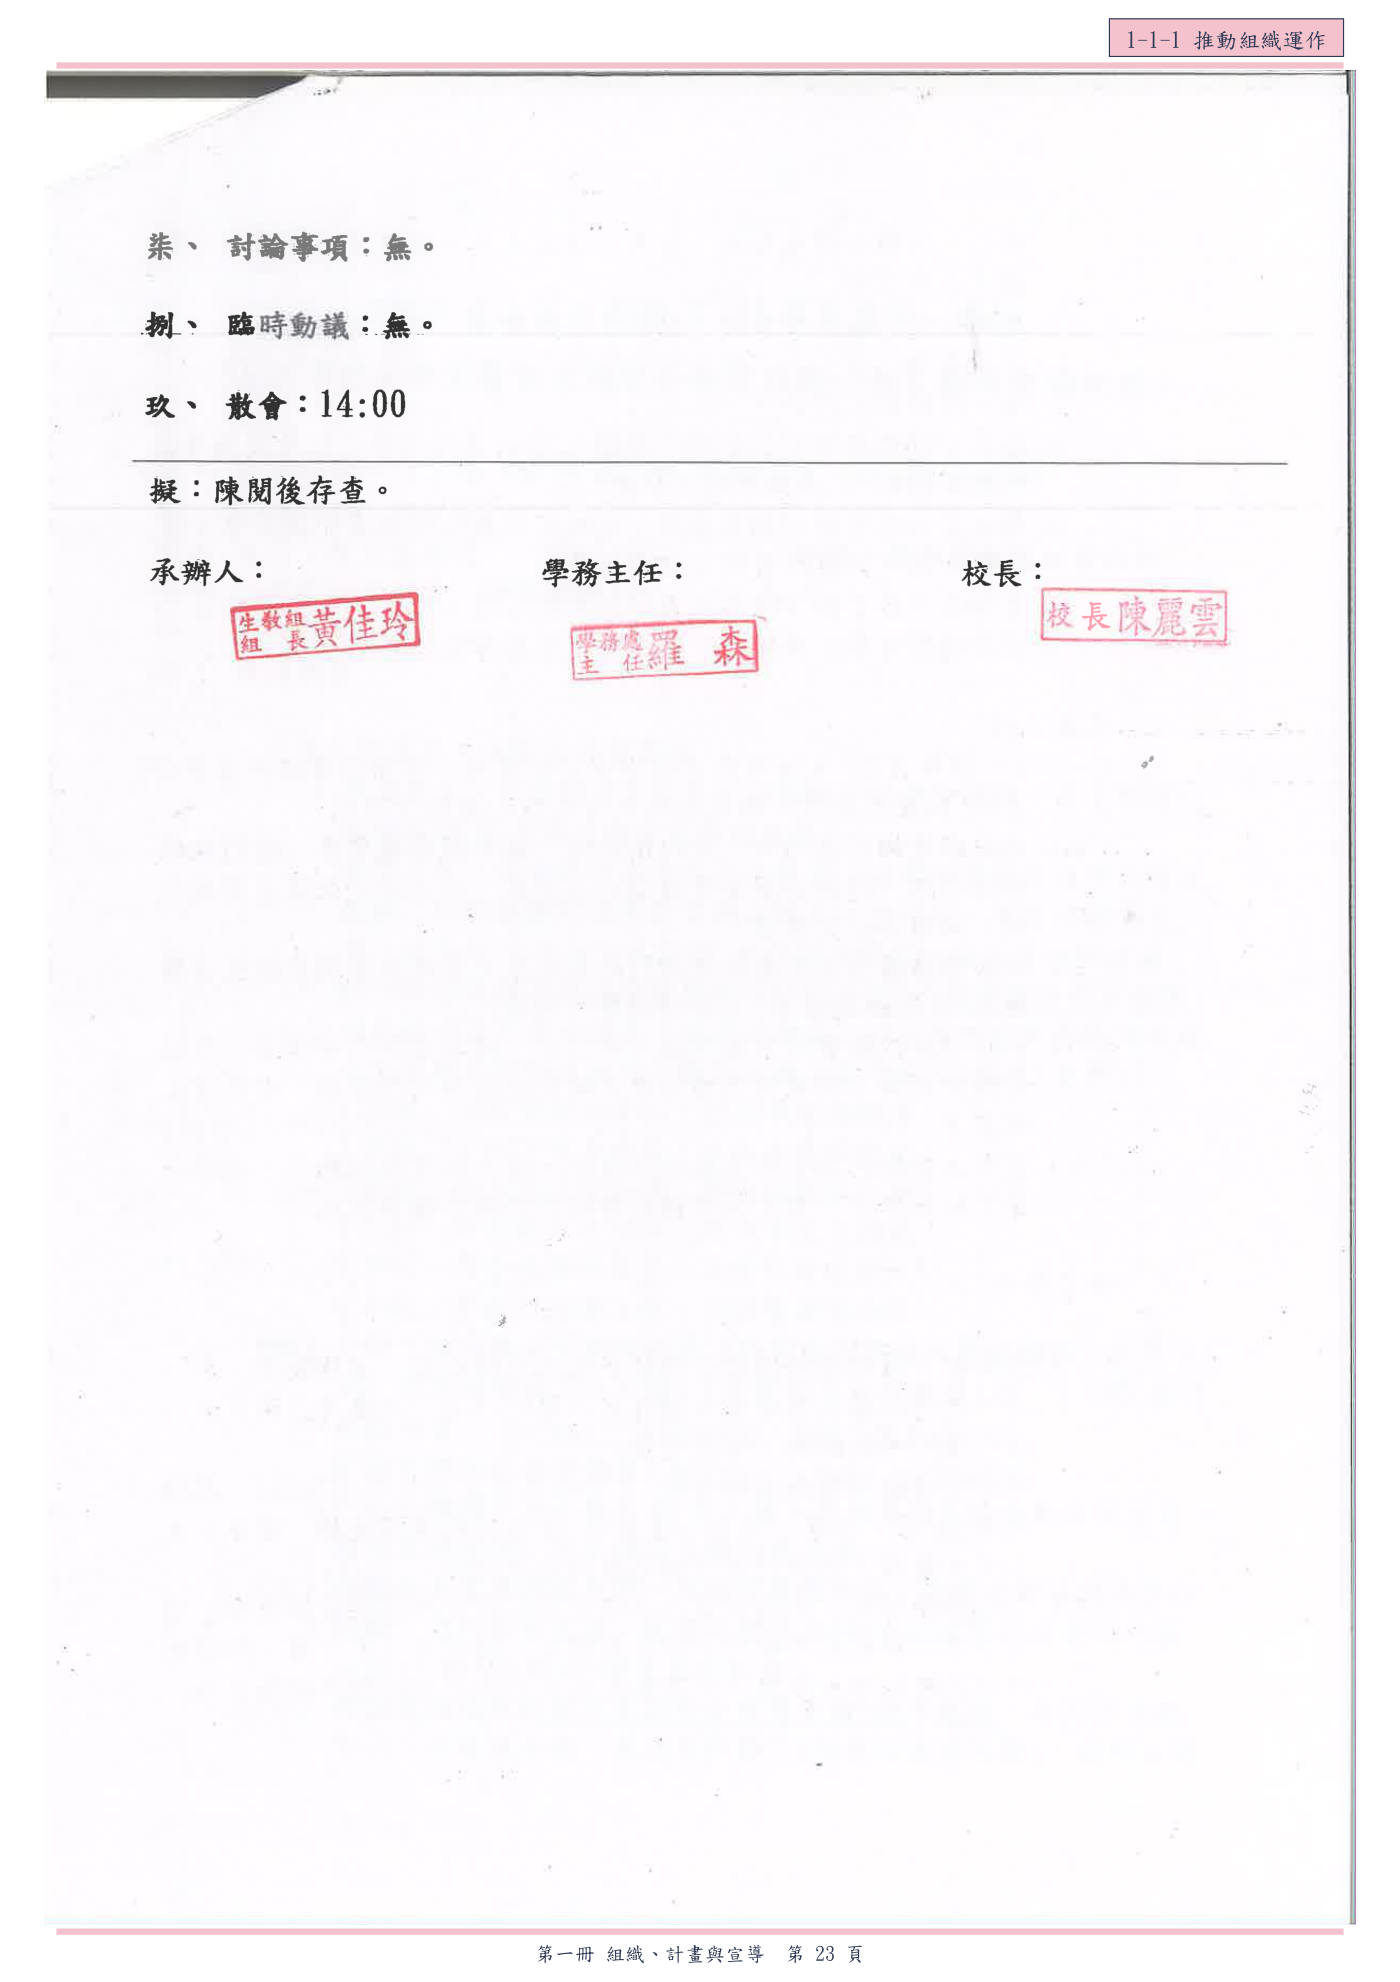 1-1-1 推動組織運作
柒、 討論事項：無。
捌、 臨時動議：無。
玖、 散會：14:00
擬：陳閱後存查。
承辦人： 學務主任： 校長：
生教組組長 黃佳玲
學務處主任 羅森
校長陳麗雲
第一冊 組織、計畫與宣導 第 23 頁